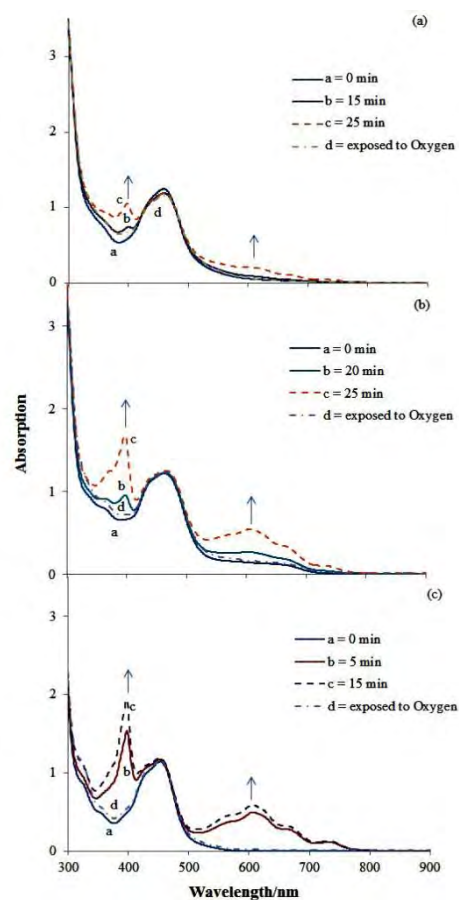 (a)
3
2
1
0
a = 0 min
b = 15 min
c = 25 min
d = exposed to Oxygen
c
b
a
d
(b)
3
2
1
0
a = 0 min
b = 20 min
c = 25 min
d = exposed to Oxygen
c
b
d
a
Absorption
(c)
3
2
1
0
a = 0 min
b = 5 min
c = 15 min
d = exposed to Oxygen
c
b
d
a
300 400 500 600 700 800 900
Wavelength/nm